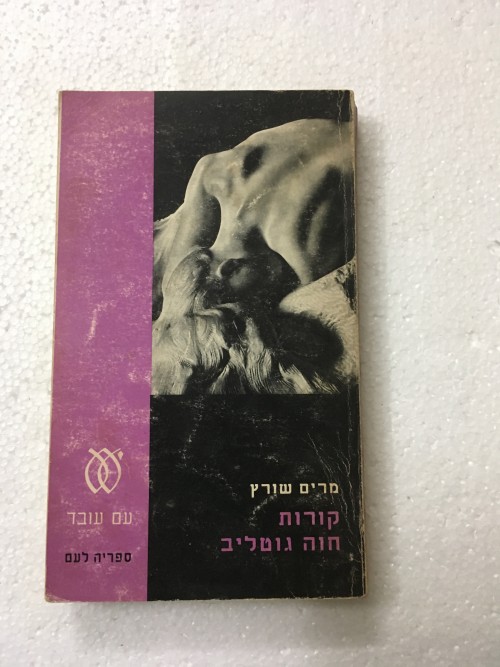 מרים שורץ
קורות
חוה גוטליב
עם עובד
ספריה לעם